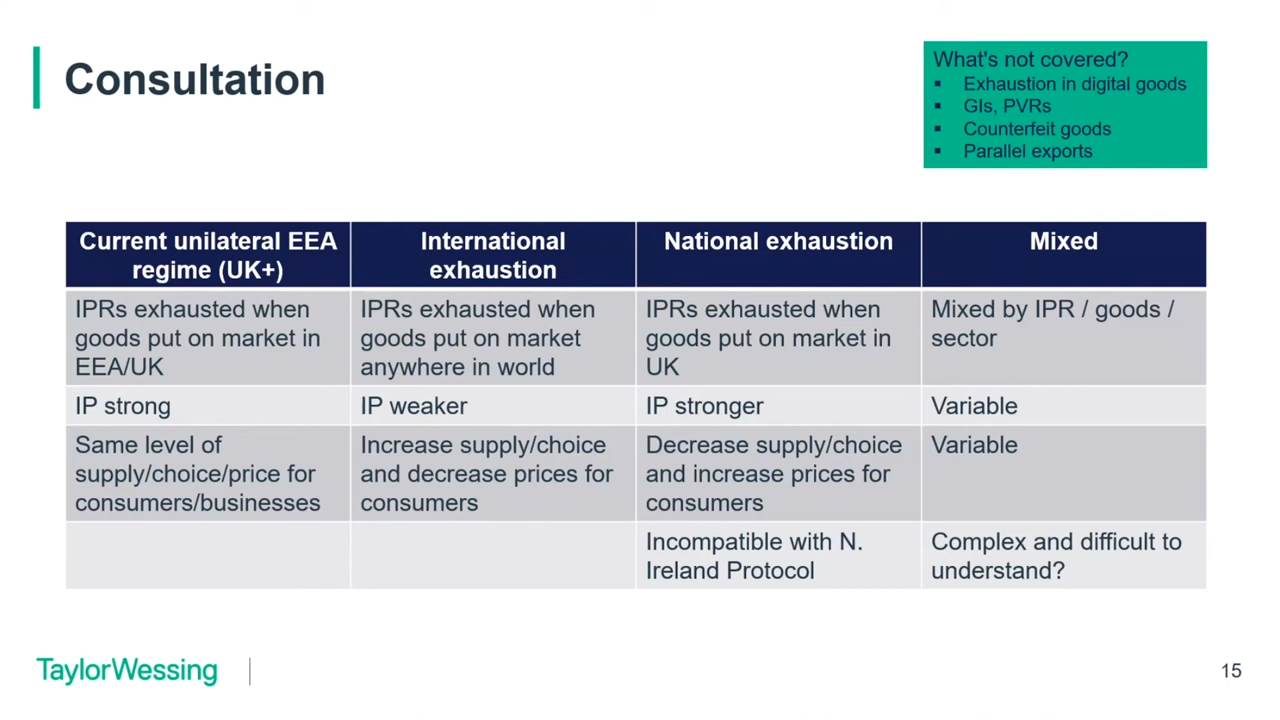 Consultation
What's not covered?
▪ Exhaustion in digital goods
▪ GIs, PVRs
▪ Counterfeit goods
▪ Parallel exports
Current unilateral EEA
regime (UK+)
International
exhaustion
National exhaustion
Mixed
IPRs exhausted when
goods put on market in
EEA/UK
IPRs exhausted when
goods put on market
anywhere in world
IPRs exhausted when
goods put on market in
UK
Mixed by IPR / goods /
sector
IP strong
IP weaker
IP stronger
Variable
Same level of
supply/choice/price for
consumers/businesses
Increase supply/choice
and decrease prices for
consumers
Decrease supply/choice
and increase prices for
consumers
Variable
Incompatible with N.
Ireland Protocol
Complex and difficult to
understand?
TaylorWessing
15